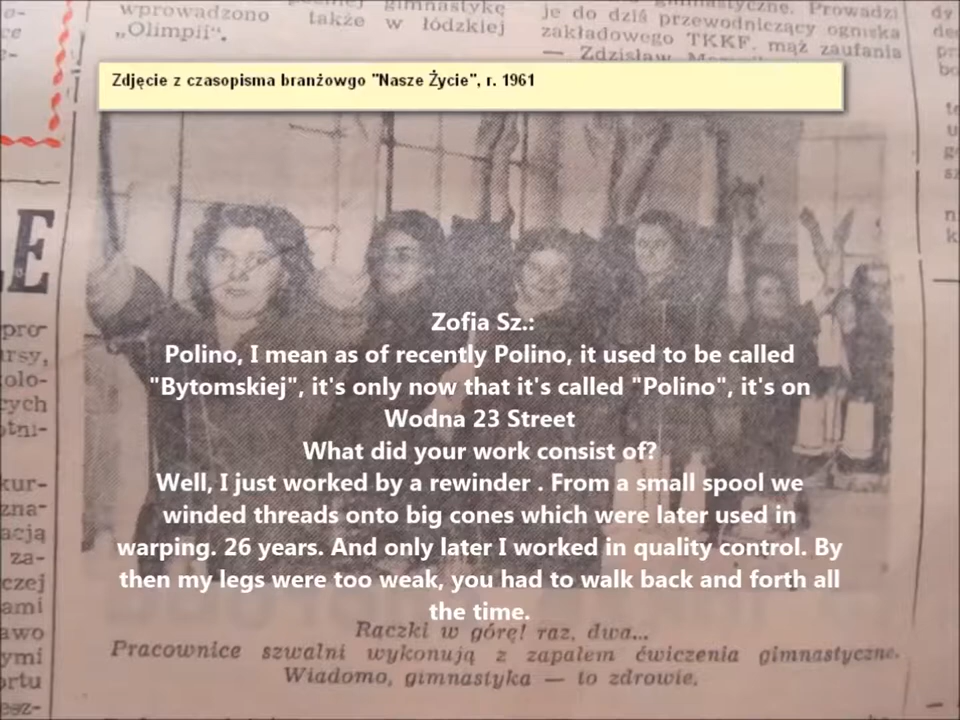 wprowadzono
„Olimpii”.
gimnastykę
także w łódzkiej
je do dziś przewodniczący ogniska
zakładowego TKKF. mąż zaufania
— Zdzisław
Zdjęcie z czasopisma branżowgo "Nasze Życie", r. 1961
LE
Zofia Sz.:
Polino, I mean as of recently Polino, it used to be called
"Bytomskiej", it's only now that it's called "Polino", it's on
Wodna 23 Street
What did your work consist of?
Well, I just worked by a rewinder . From a small spool we
winded threads onto big cones which were later used in
warping. 26 years. And only later I worked in quality control. By
then my legs were too weak, you had to walk back and forth all
the time.
Rączki w górę! raz, dwa...
Pracownice szwalni wykonują z zapałem ćwiczenia gimnastyczne.
Wiadomo, gimnastyka — to zdrowie.